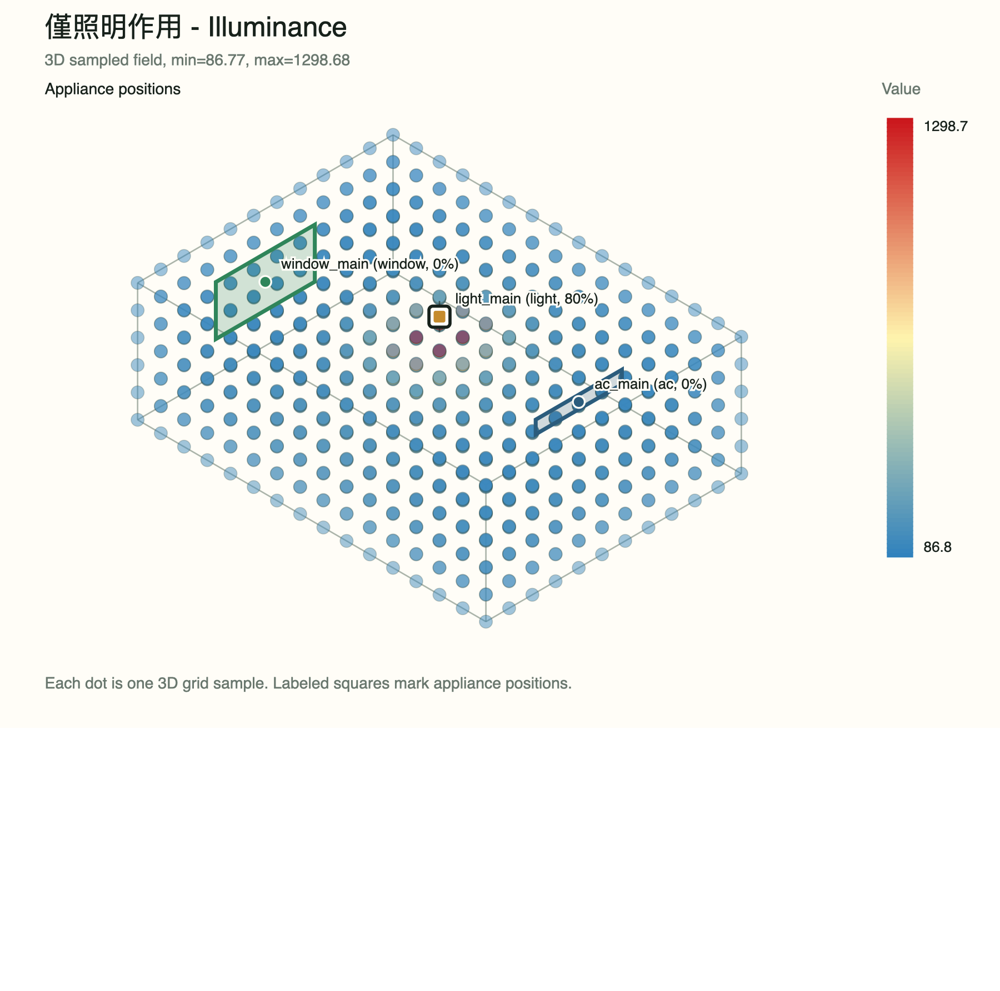 僅照明作用 - Illuminance
3D sampled field, min=86.77, max=1298.68
Appliance positions
Value
1298.7
window_main (window, 0%)
light_main (light, 80%)
ac_main (ac, 0%)
86.8
Each dot is one 3D grid sample. Labeled squares mark appliance positions.